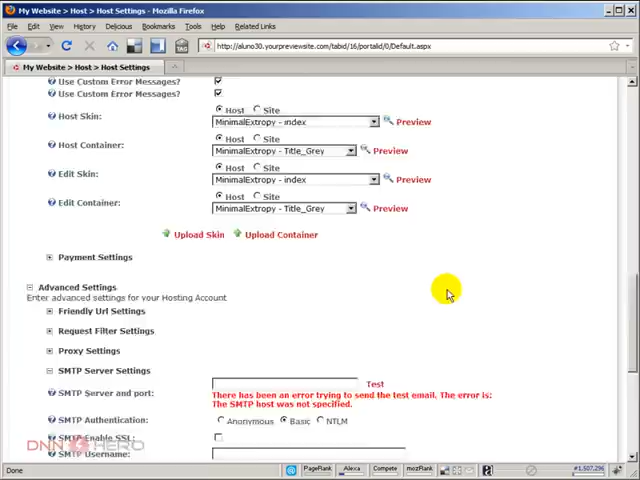 My Website > Host > Host Settings - Mozilla Firefox
File Edit View History Delicious Bookmarks Tools Related Links
TAG http://aluno30.yourpreviewsite.com/tabid/16/portalid/0/Default.aspx
My Website > Host > Host Settings
Use Custom Error Messages?
Use Custom Error Messages?
Host Site
Host Skin: MinimalExtropy - index Preview
Host Site
Host Container: MinimalExtropy - Title_Grey Preview
Host Site
Edit Skin: MinimalExtropy - index Preview
Host Site
Edit Container: MinimalExtropy - Title_Grey Preview
Upload Skin Upload Container
Payment Settings
Advanced Settings
Enter advanced settings for your Hosting Account
Friendly Url Settings
Request Filter Settings
Proxy Settings
SMTP Server Settings
SMTP Server and port: Test
There has been an error trying to send the test email. The error is:
The SMTP host was not specified.
SMTP Authentication: Anonymous Basic NTLM
SMTP Enable SSL:
SMTP Username:
DNN HERO
Done PageRank Alexa Compete mozRank #1,507,296